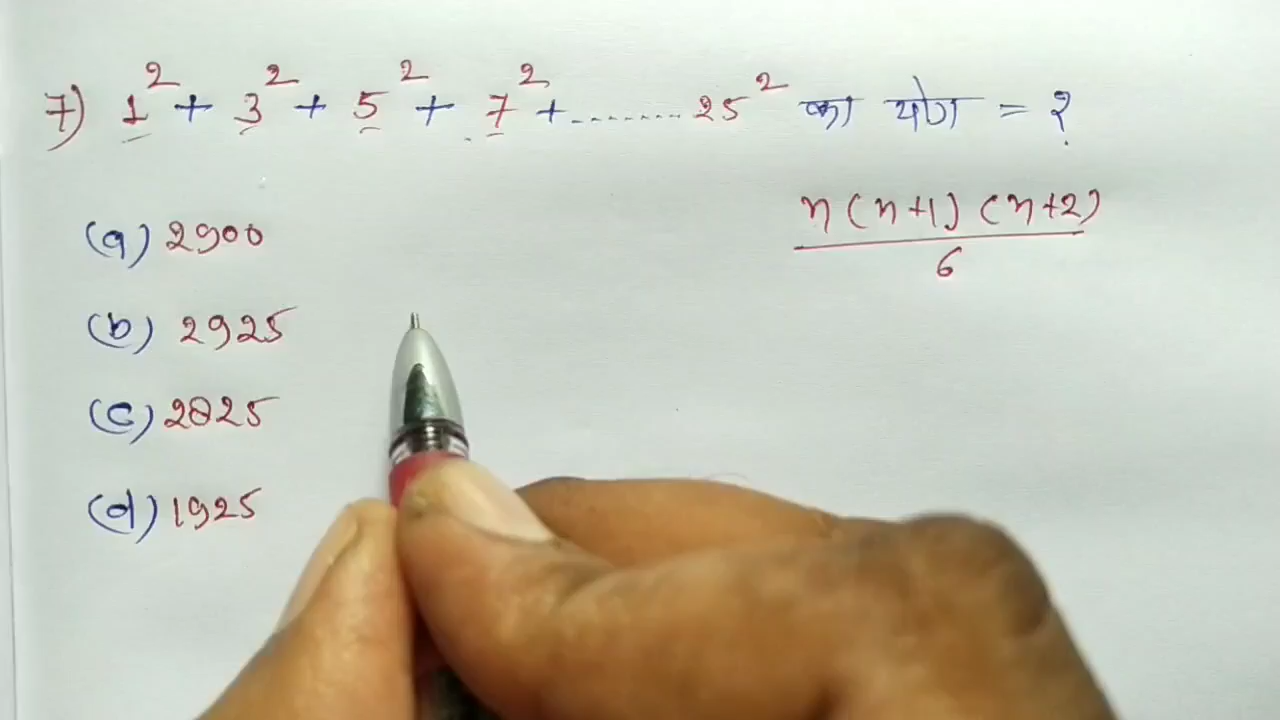 7) 1² + 3² + 5² + 7² + ........ 25² का योग = ?
n(n+1)(n+2)
6
(a) 2900
(b) 2925
(c) 2825
(d) 1925